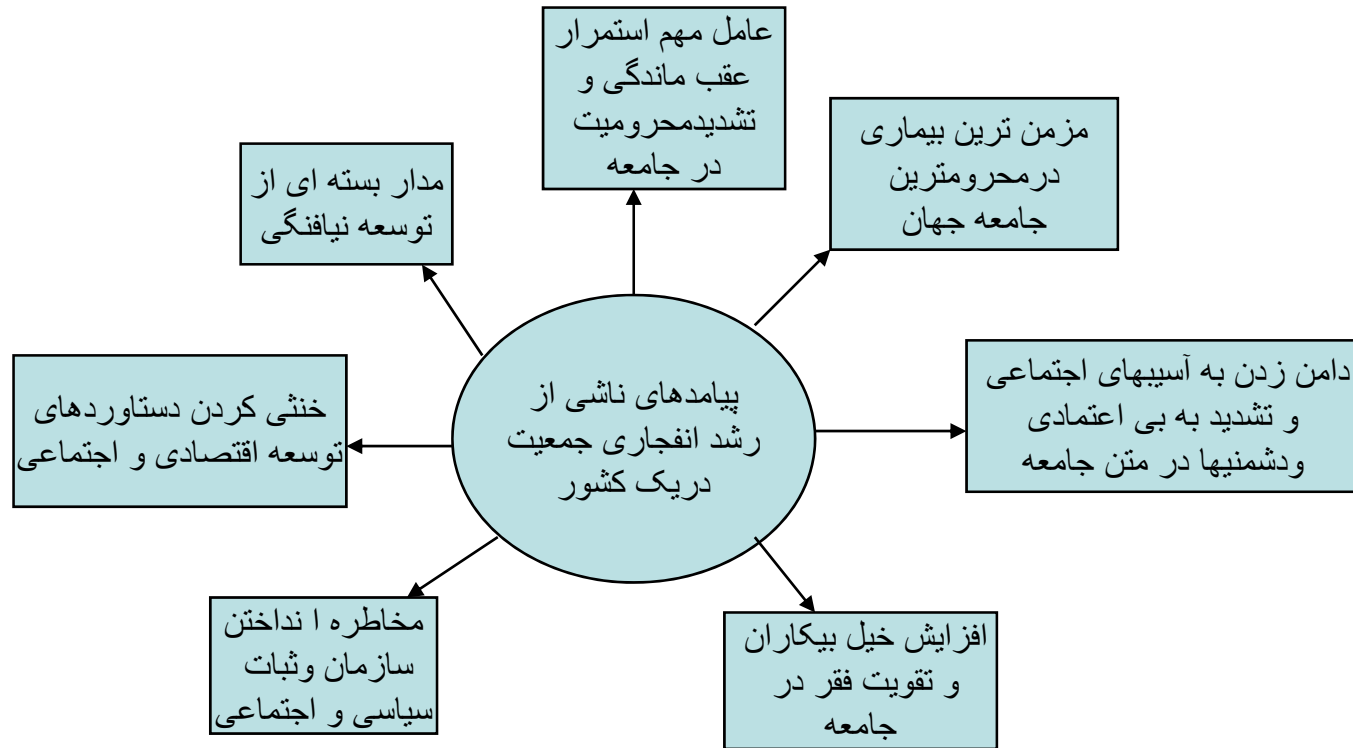 عامل مهم استمرار
عقب ماندگی و
تشدیدمحرومیت
در جامعه
مزمن ترین بیماری
درمحرومترین
جامعه جهان
مدار بسته ای از
توسعه نیافنگی
دامن زدن به آسیبهای اجتماعی
و تشدید به بی اعتمادی
ودشمنیها در متن جامعه
پیامدهای ناشی از
رشد انفجاری جمعیت
دریک کشور
خنثی کردن دستاوردهای
توسعه اقتصادی و اجتماعی
افزایش خیل بیکاران
و تقویت فقر در
جامعه
مخاطره ا نداختن
سازمان وثبات
سیاسی و اجتماعی